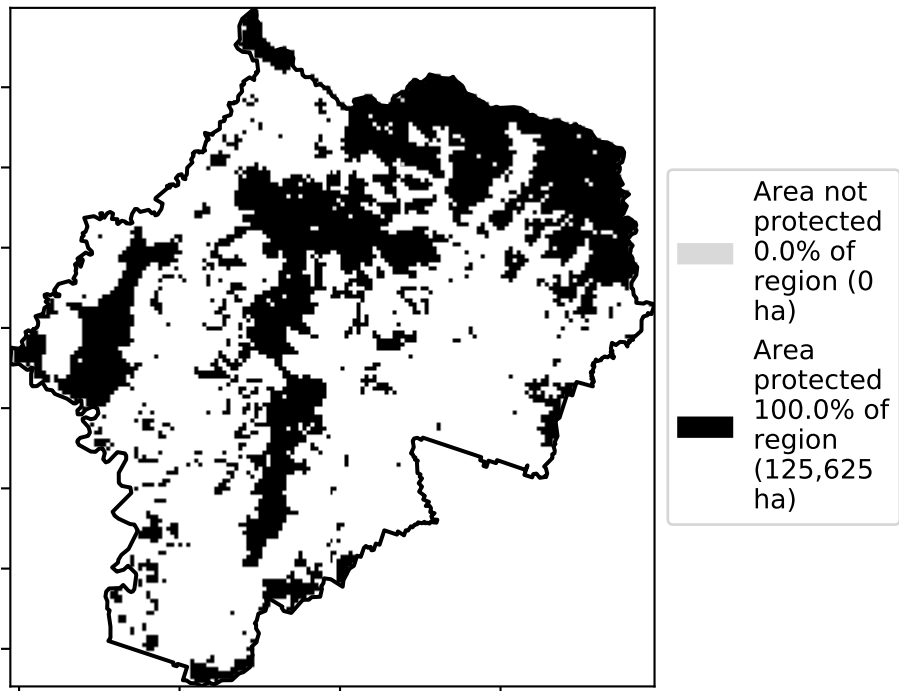 Area not
protected
0.0% of
region (0
ha)
Area
protected
100.0% of
region
(125,625
ha)